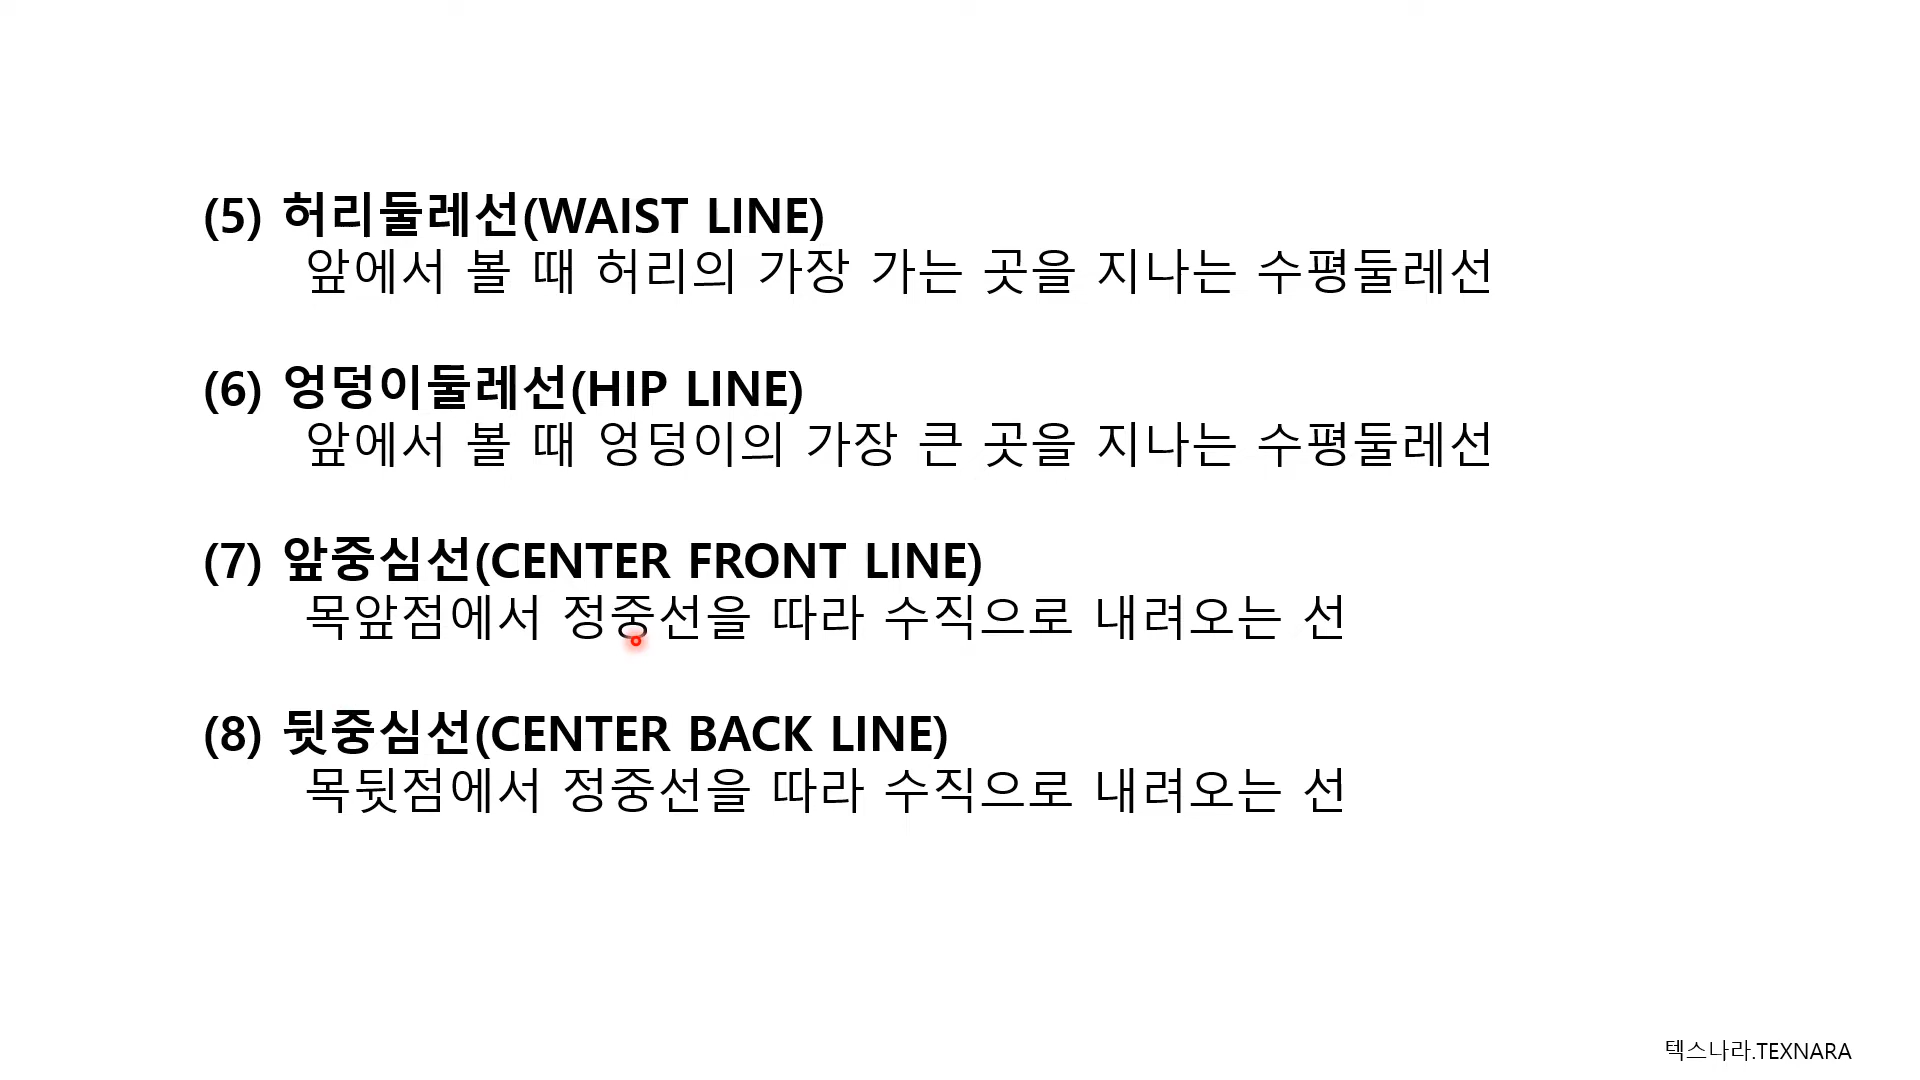 (5) 허리둘레선(WAIST LINE)
앞에서 볼 때 허리의 가장 가는 곳을 지나는 수평둘레선
(6) 엉덩이둘레선(HIP LINE)
앞에서 볼 때 엉덩이의 가장 큰 곳을 지나는 수평둘레선
(7) 앞중심선(CENTER FRONT LINE)
목앞점에서 정중선을 따라 수직으로 내려오는 선
(8) 뒷중심선(CENTER BACK LINE)
목뒷점에서 정중선을 따라 수직으로 내려오는 선
텍스나라.TEXNARA